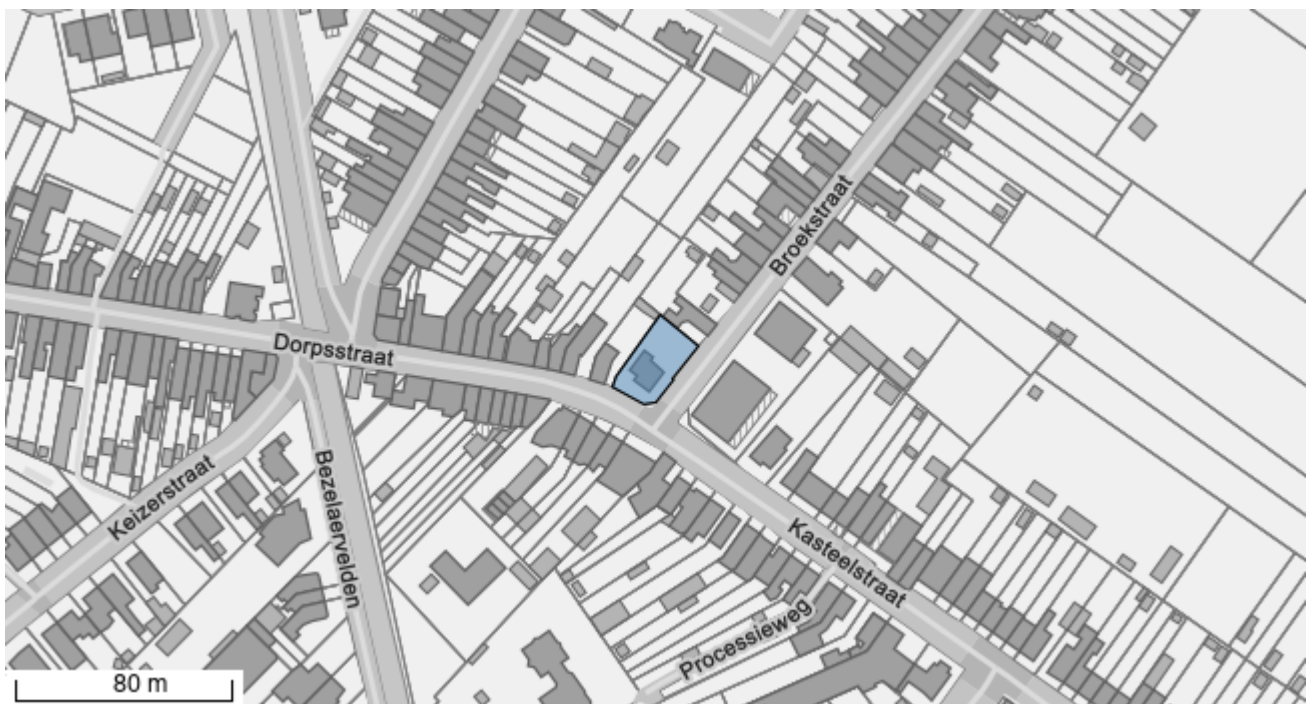 Broekstraat
Dorpsstraat
Keizerstraat
Bezelaervelden
Kasteelstraat
Processieweg
80 m